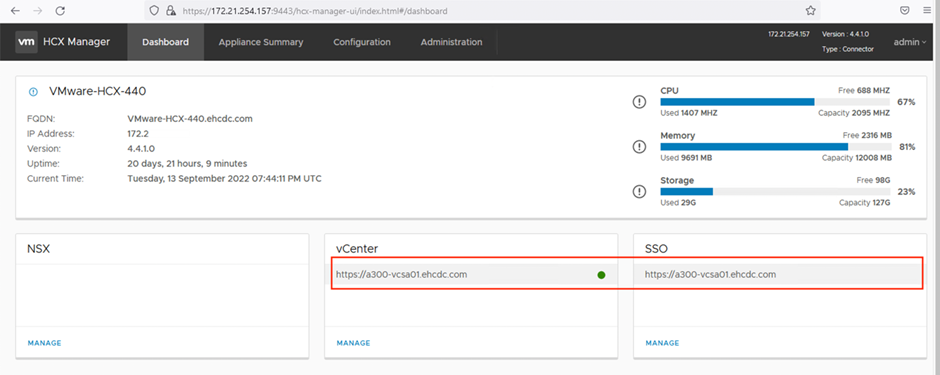 https://172.21.254.157:9443/hcx-manager-ui/index.html#/dashboard
vm HCX Manager Dashboard Appliance Summary Configuration Administration 172.21.254.157 Version : 4.4.1.0 admin
Type : Connector
VMware-HCX-440
FQDN: VMware-HCX-440.ehcdc.com
IP Address: 172.2
Version: 4.4.1.0
Uptime: 20 days, 21 hours, 9 minutes
Current Time: Tuesday, 13 September 2022 07:44:11 PM UTC
CPU Free 688 MHZ
67%
Used 1407 MHZ Capacity 2095 MHZ
Memory Free 2316 MB
81%
Used 9691 MB Capacity 12008 MB
Storage Free 98G
23%
Used 29G Capacity 127G
NSX
MANAGE
vCenter
https://a300-vcsa01.ehcdc.com
MANAGE
SSO
https://a300-vcsa01.ehcdc.com
MANAGE